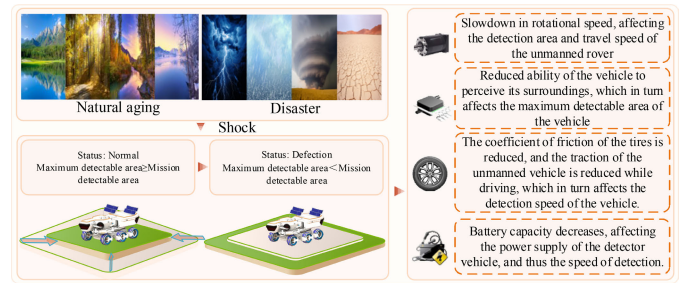 Natural aging
Disaster
Shock
Status: Normal
Maximum detectable area≥Mission
detectable area
Status: Defection
Maximum detectable area<Mission
detectable area
Slowdown in rotational speed, affecting
the detection area and travel speed of
the unmanned rover
Reduced ability of the vehicle to
perceive its surroundings, which in turn
affects the maximum detectable area of
the vehicle
The coefficient of friction of the tires is
reduced, and the traction of the
unmanned vehicle is reduced while
driving, which in turn affects the
detection speed of the vehicle.
Battery capacity decreases, affecting
the power supply of the detector
vehicle, and thus the speed of detection.